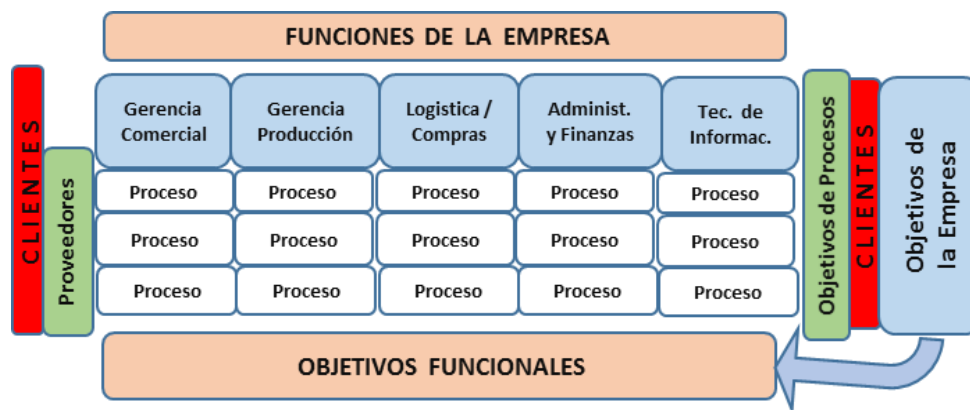 FUNCIONES DE LA EMPRESA
CLIENTES
Proveedores
Gerencia
Comercial
Gerencia
Producción
Logistica /
Compras
Administ.
y Finanzas
Tec. de
Informac.
Proceso Proceso Proceso Proceso Proceso
Proceso Proceso Proceso Proceso Proceso
Proceso Proceso Proceso Proceso Proceso
Objetivos de Procesos
CLIENTES
Objetivos de
la Empresa
OBJETIVOS FUNCIONALES